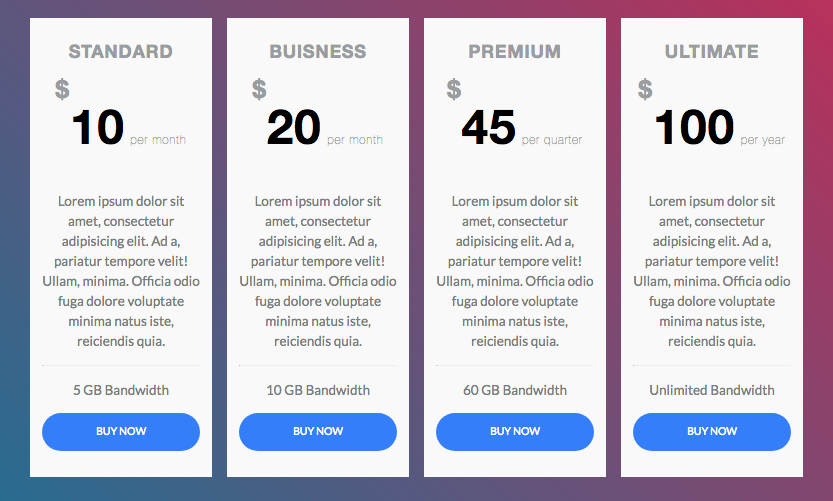 STANDARD
$
10 per month
Lorem ipsum dolor sit
amet, consectetur
adipisicing elit. Ad a,
pariatur tempore velit!
Ullam, minima. Officia odio
fuga dolore voluptate
minima natus iste,
reiciendis quia.
5 GB Bandwidth
BUY NOW
BUISNESS
$
20 per month
Lorem ipsum dolor sit
amet, consectetur
adipisicing elit. Ad a,
pariatur tempore velit!
Ullam, minima. Officia odio
fuga dolore voluptate
minima natus iste,
reiciendis quia.
10 GB Bandwidth
BUY NOW
PREMIUM
$
45 per quarter
Lorem ipsum dolor sit
amet, consectetur
adipisicing elit. Ad a,
pariatur tempore velit!
Ullam, minima. Officia odio
fuga dolore voluptate
minima natus iste,
reiciendis quia.
60 GB Bandwidth
BUY NOW
ULTIMATE
$
100 per year
Lorem ipsum dolor sit
amet, consectetur
adipisicing elit. Ad a,
pariatur tempore velit!
Ullam, minima. Officia odio
fuga dolore voluptate
minima natus iste,
reiciendis quia.
Unlimited Bandwidth
BUY NOW